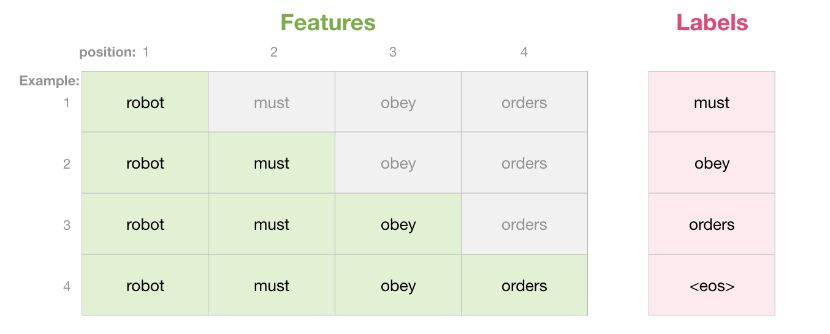 Features Labels
position: 1 2 3 4
Example:
1 robot must obey orders must
2 robot must obey orders obey
3 robot must obey orders orders
4 robot must obey orders <eos>